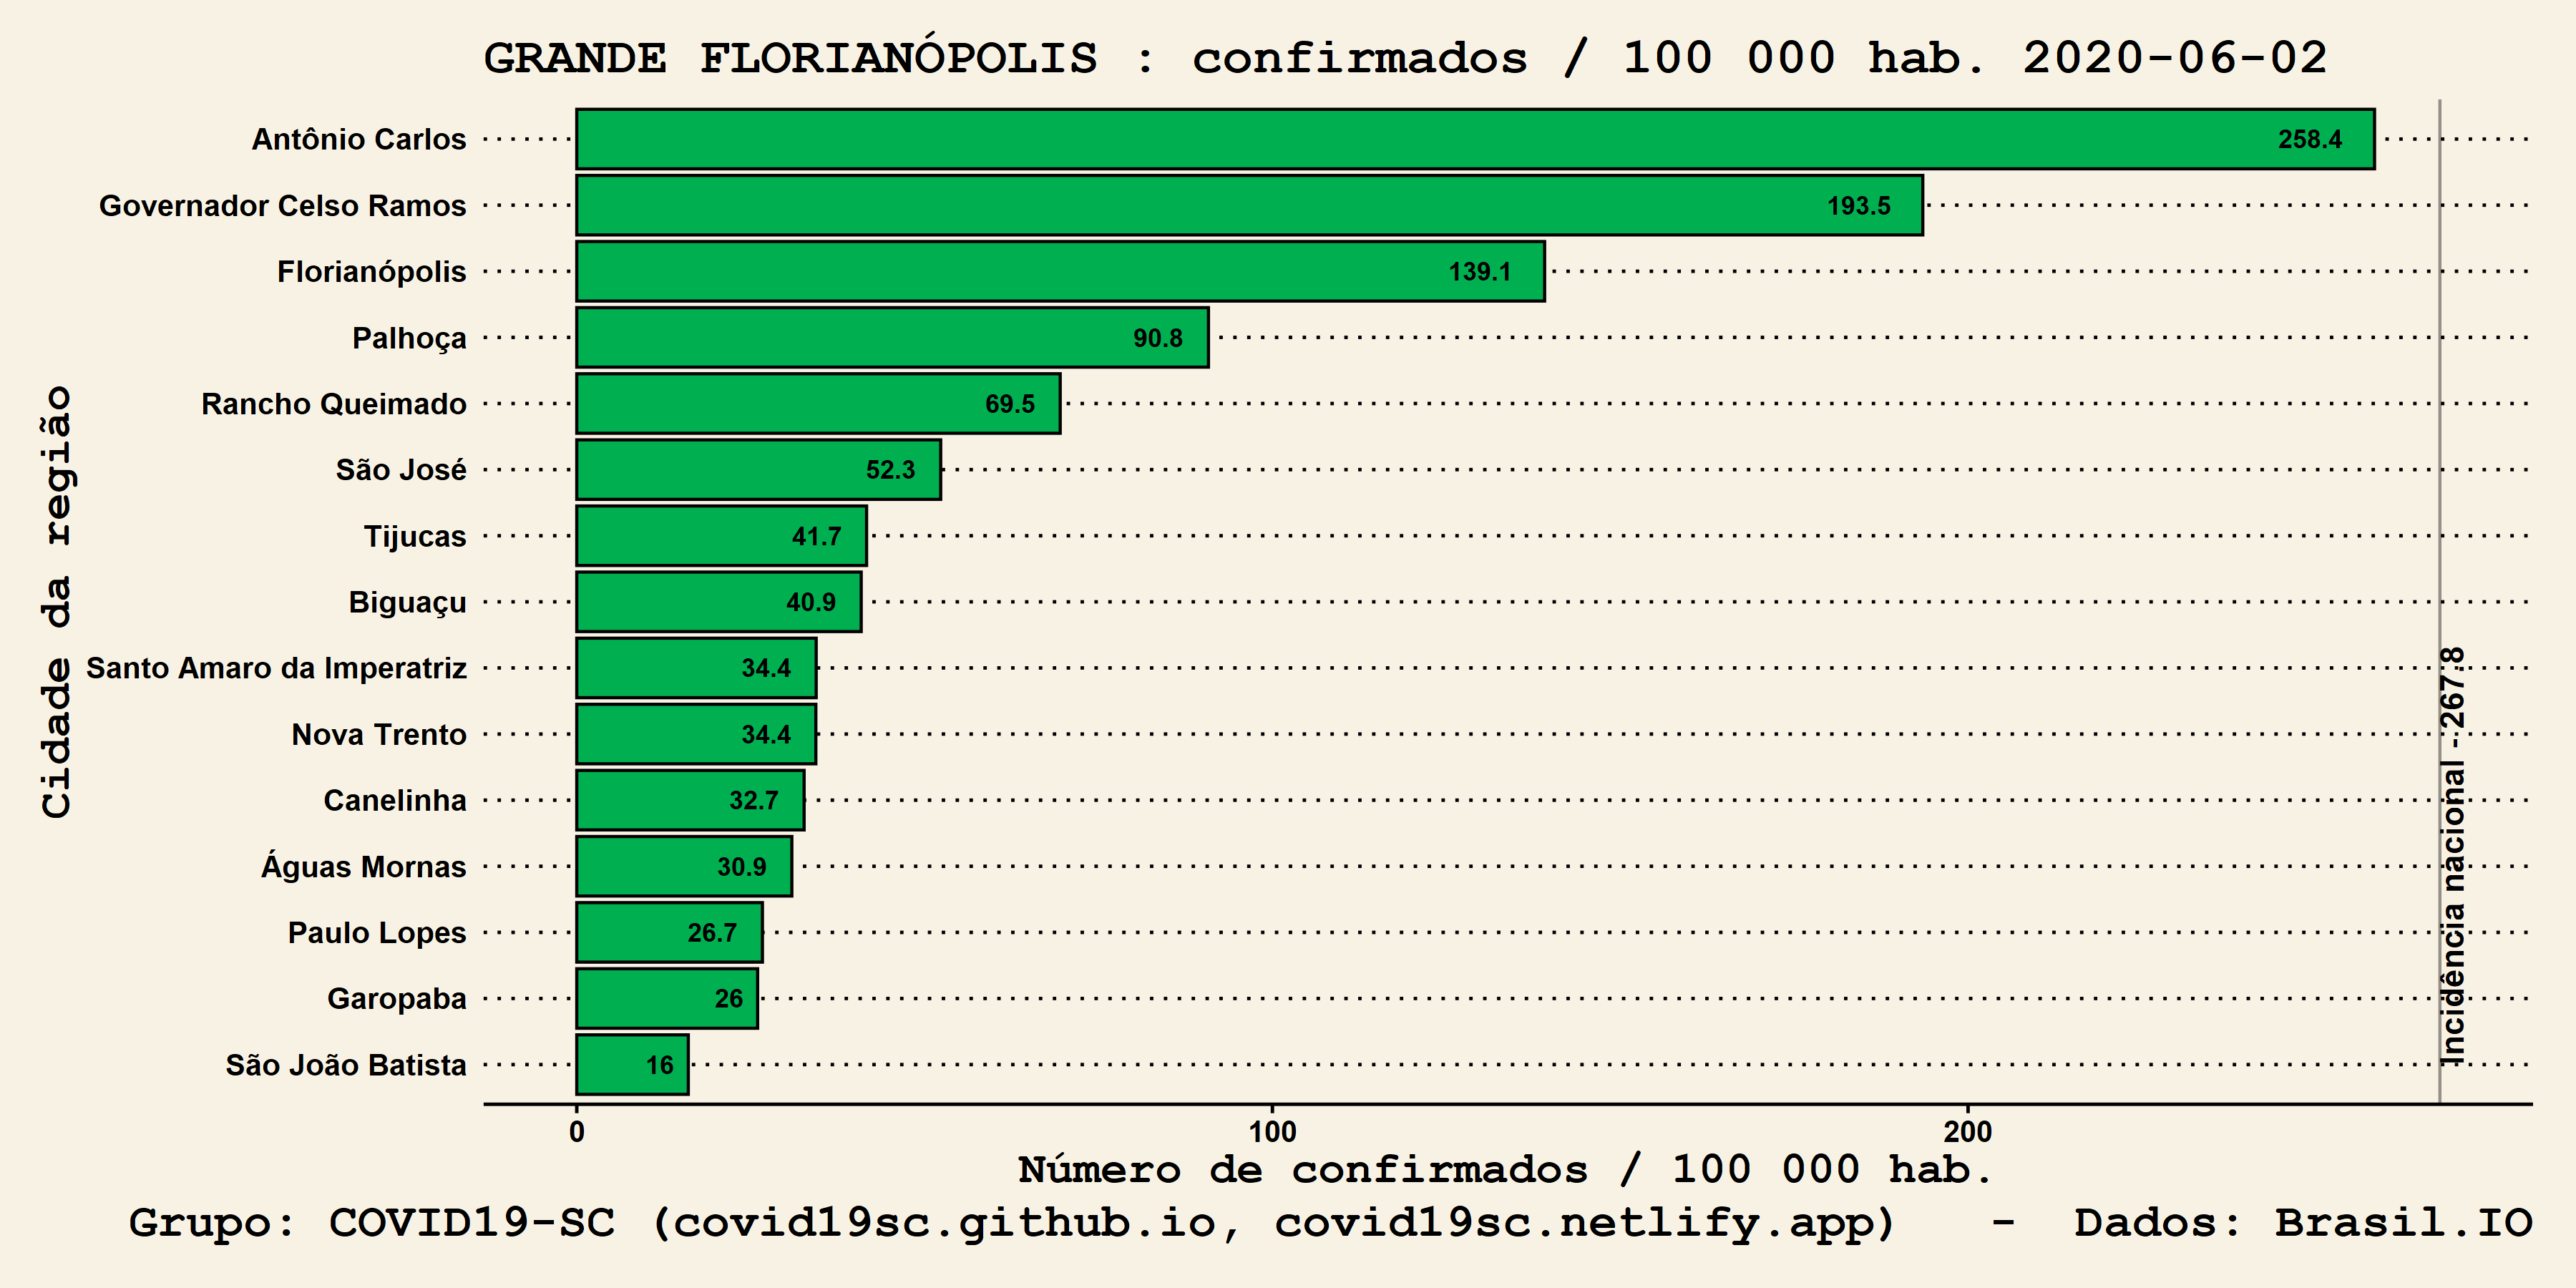 GRANDE FLORIANÓPOLIS : confirmados / 100 000 hab. 2020-06-02
Cidade da região
Antônio Carlos 258.4
Governador Celso Ramos 193.5
Florianópolis 139.1
Palhoça 90.8
Rancho Queimado 69.5
São José 52.3
Tijucas 41.7
Biguaçu 40.9
Santo Amaro da Imperatriz 34.4
Nova Trento 34.4
Canelinha 32.7
Águas Mornas 30.9
Paulo Lopes 26.7
Garopaba 26
São João Batista 16
Incidência nacional - 267.8
0 100 200
Número de confirmados / 100 000 hab.
Grupo: COVID19-SC (covid19sc.github.io, covid19sc.netlify.app) - Dados: Brasil.IO